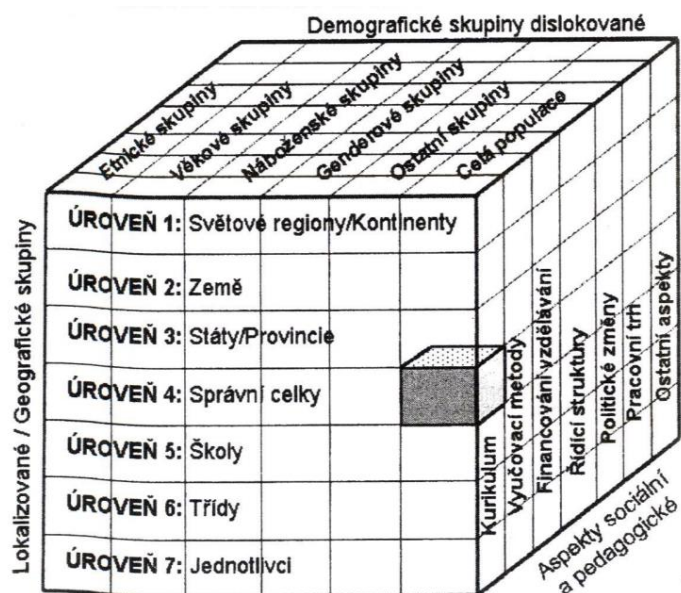 Demografické skupiny dislokované
Etnické skupiny
Věkové skupiny
Náboženské skupiny
Genderové skupiny
Ostatní skupiny
Celá populace
Lokalizované / Geografické skupiny
ÚROVEŇ 1: Světové regiony/Kontinenty
ÚROVEŇ 2: Země
ÚROVEŇ 3: Státy/Provincie
ÚROVEŇ 4: Správní celky
ÚROVEŇ 5: Školy
ÚROVEŇ 6: Třídy
ÚROVEŇ 7: Jednotlivci
Kurikulum
Vyučovací metody
Financování vzdělávání
Řídící struktury
Politické změny
Pracovní trh
Ostatní aspekty
Aspekty sociální
a pedagogické